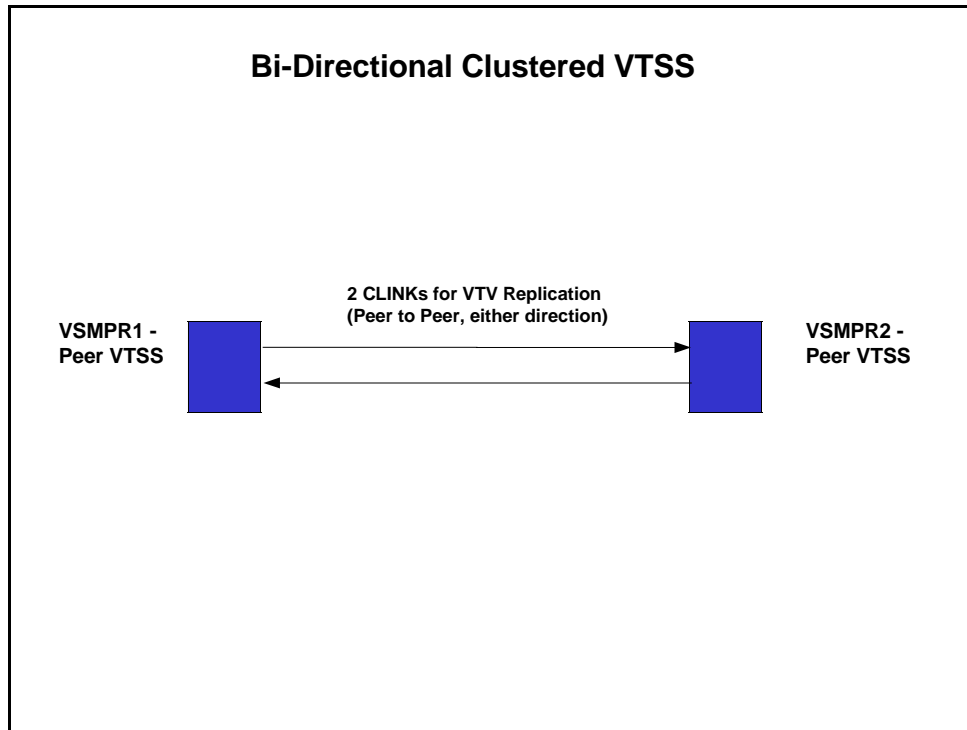 Bi-Directional Clustered VTSS
2 CLINKs for VTV Replication
(Peer to Peer, either direction)
VSMPR1 -
Peer VTSS
VSMPR2 -
Peer VTSS